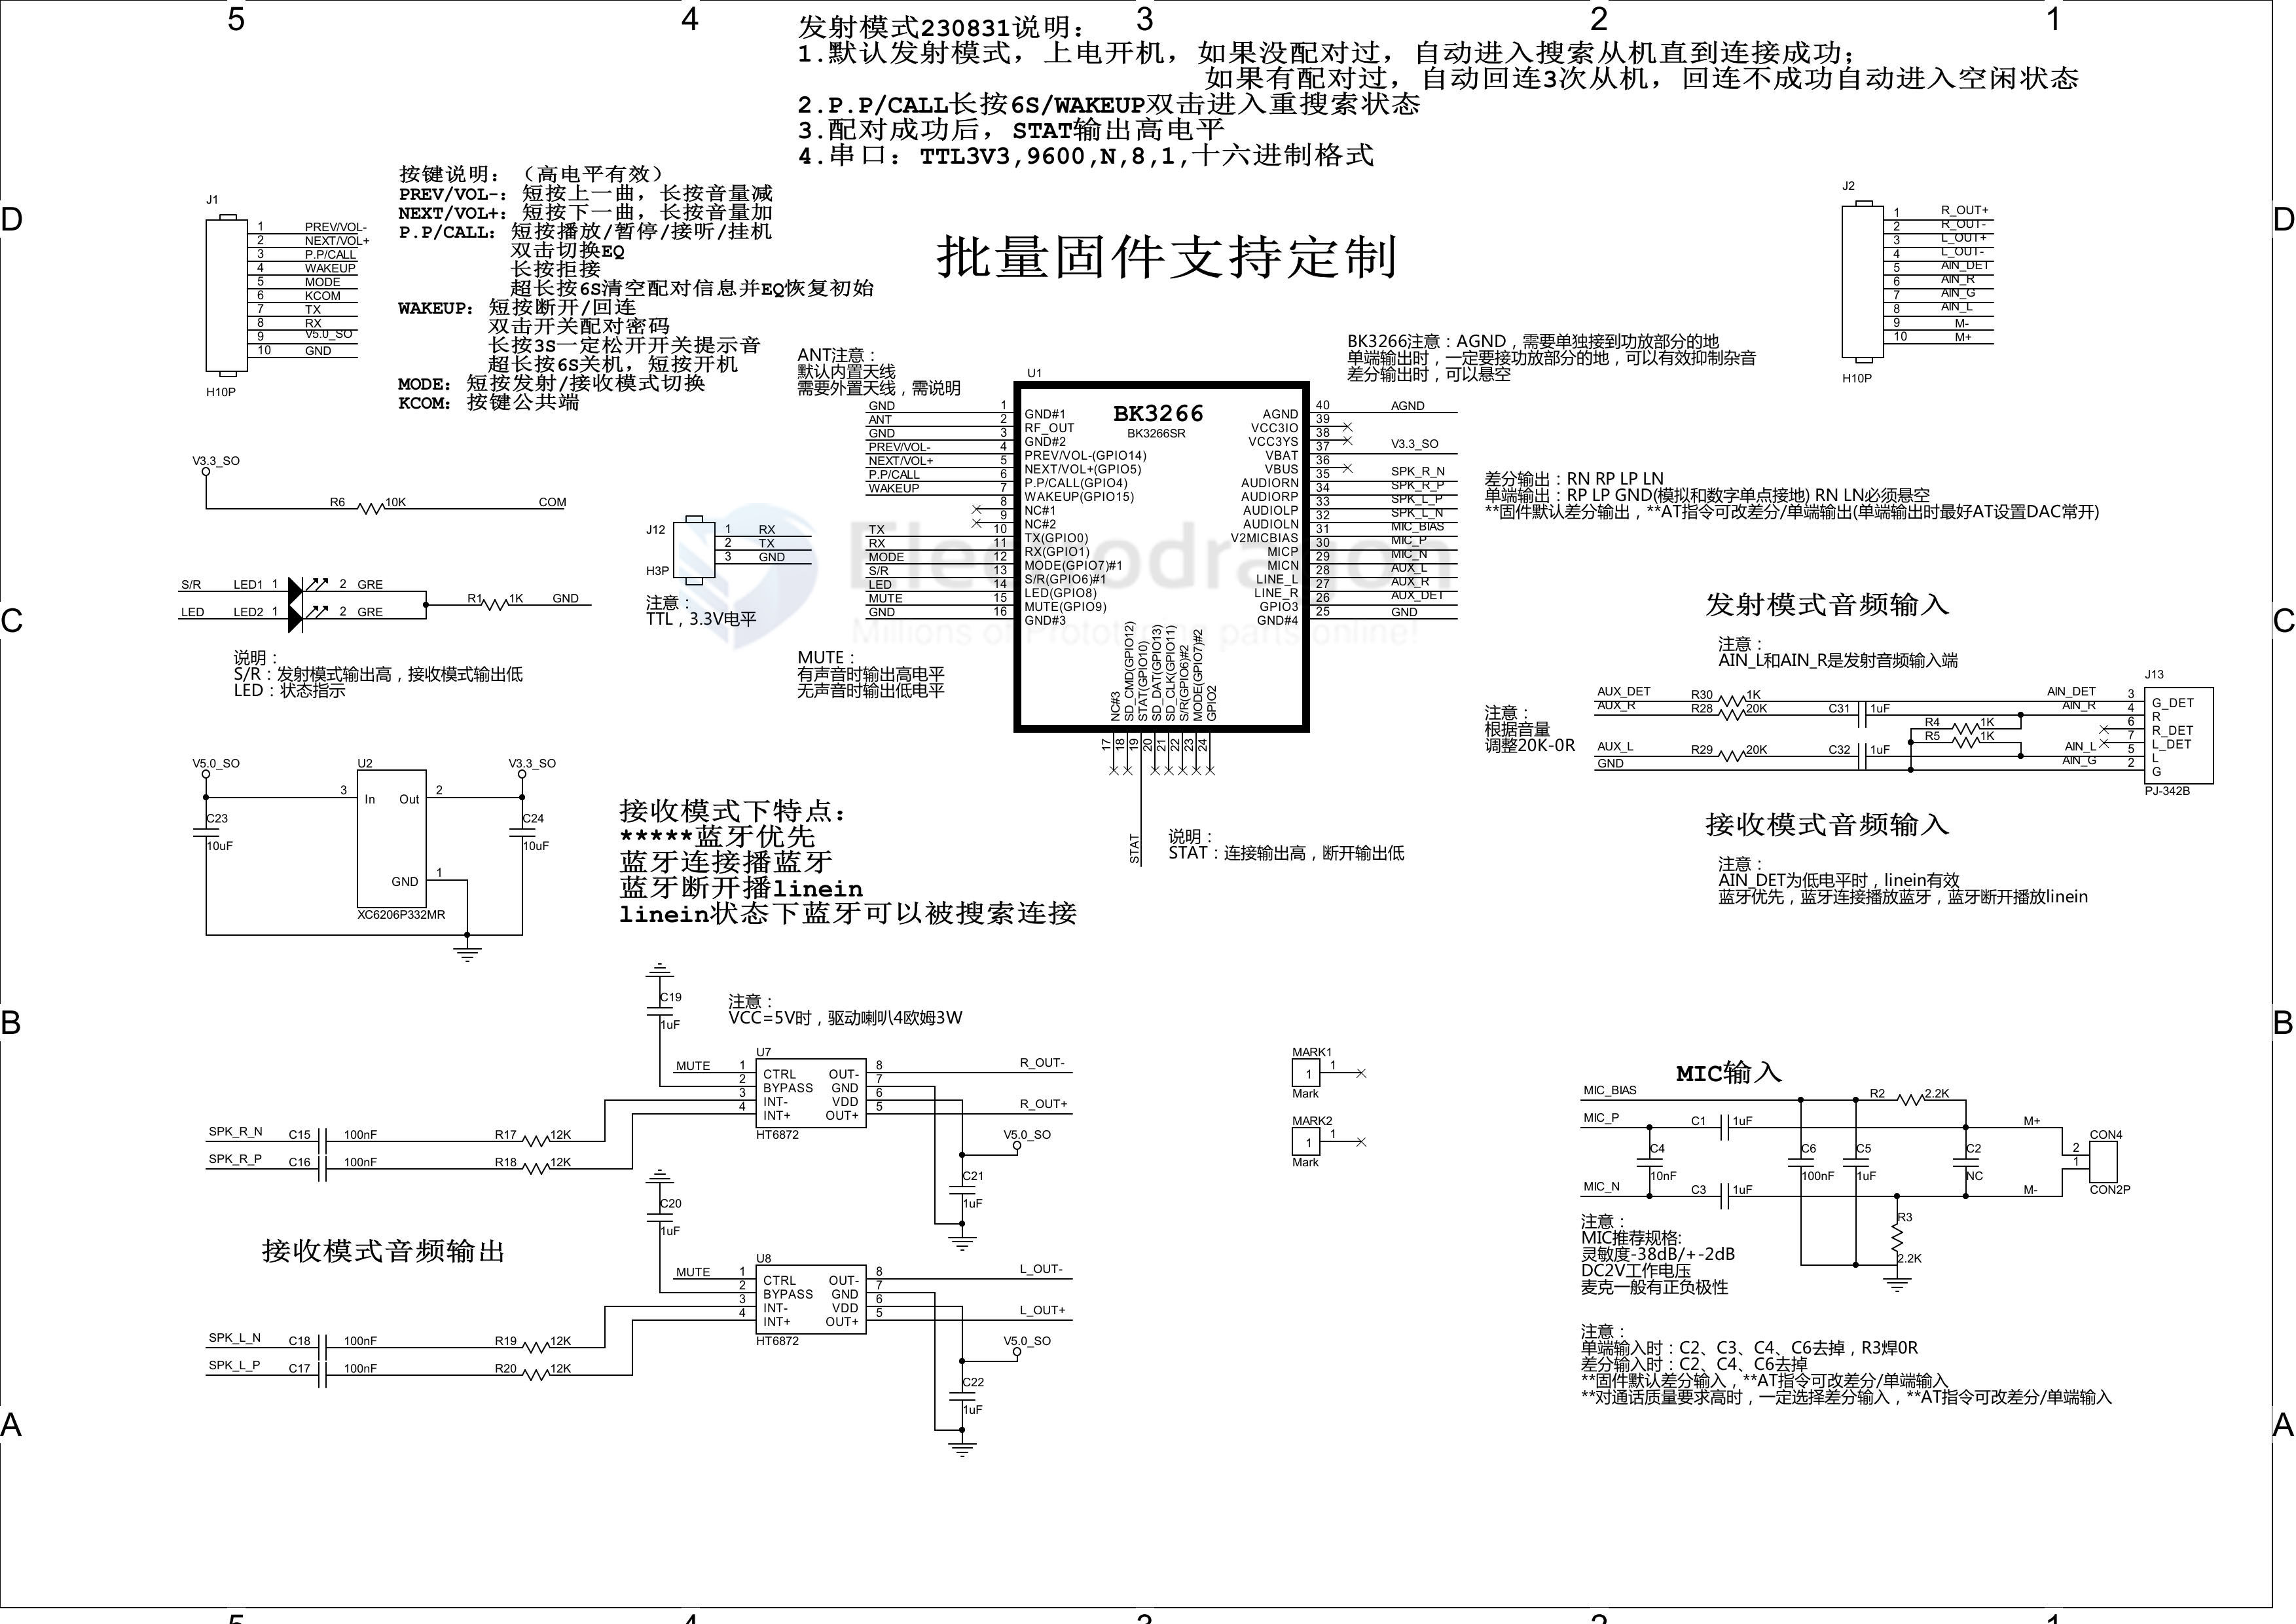 5 4 3 2 1
发射模式230831说明：
1.默认发射模式，上电开机，如果没配对过，自动进入搜索从机直到连接成功；
如果有配对过，自动回连3次从机，回连不成功自动进入空闲状态
2.P.P/CALL长按6S/WAKEUP双击进入重搜索状态
3.配对成功后，STAT输出高电平
4.串口：TTL3V3,9600,N,8,1,十六进制格式
D
J1
1 PREV/VOL-
2 NEXT/VOL+
3 P.P/CALL
4 WAKEUP
5 MODE
6 KCOM
7 TX
8 RX
9 V5.0_SO
10 GND
H10P
按键说明：（高电平有效）
PREV/VOL-：短按上一曲，长按音量减
NEXT/VOL+：短按下一曲，长按音量加
P.P/CALL：短按播放/暂停/接听/挂机
双击切换EQ
长按拒接
超长按6S清空配对信息并EQ恢复初始
WAKEUP：短按断开/回连
双击开关配对密码
长按3S一定松开开关提示音
超长按6S关机，短按开机
MODE：短按发射/接收模式切换
KCOM：按键公共端
批量固件支持定制
J2
1 R_OUT+
2 R_OUT-
3 L_OUT+
4 L_OUT-
5 AIN_DET
6 AIN_R
7 AIN_G
8 AIN_L
9 M-
10 M+
H10P
D
ANT注意：
默认内置天线
需要外置天线，需说明
BK3266注意：AGND，需要单独接到功放部分的地
单端输出时，一定要接功放部分的地，可以有效抑制杂音
差分输出时，可以悬空
U1
BK3266
BK3266SR
GND 1 GND#1
ANT 2 RF_OUT
GND 3 GND#2
PREV/VOL- 4 PREV/VOL-(GPIO14)
NEXT/VOL+ 5 NEXT/VOL+(GPIO5)
P.P/CALL 6 P.P/CALL(GPIO4)
WAKEUP 7 WAKEUP(GPIO15)
8 NC#1
9 NC#2
TX 10 TX(GPIO0)
RX 11 RX(GPIO1)
MODE 12 MODE(GPIO7)#1
S/R 13 S/R(GPIO6)#1
LED 14 LED(GPIO8)
MUTE 15 MUTE(GPIO9)
GND 16 GND#3
AGND 40 AGND
VCC3IO 39
VCC3YS 38
VBAT 37 V3.3_SO
VBUS 36
AUDIORN 35 SPK_R_N
AUDIORP 34 SPK_R_P
AUDIOLP 33 SPK_L_P
AUDIOLN 32 SPK_L_N
V2MICBIAS 31 MIC_BIAS
MICP 30 MIC_P
MICN 29 MIC_N
LINE_L 28 AUX_L
LINE_R 27 AUX_R
GPIO3 26 AUX_DET
GND#4 25 GND
NC#3 17
SD_CMD(GPIO12) 18
STAT(GPIO10) 19 STAT
SD_DAT(GPIO13) 20
SD_CLK(GPIO11) 21
S/R(GPIO6)#2 22
MODE(GPIO7)#2 23
GPIO2 24
Electrodragon
Millions of Prototyping parts online!
差分输出：RN RP LP LN
单端输出：RP LP GND(模拟和数字单点接地) RN LN必须悬空
**固件默认差分输出，**AT指令可改差分/单端输出(单端输出时最好AT设置DAC常开)
V3.3_SO
R6 10K COM
J12
1 RX
2 TX
3 GND
H3P
注意：
TTL，3.3V电平
C
S/R LED1 1 2 GRE
LED LED2 1 2 GRE
R1 1K GND
说明：
S/R：发射模式输出高，接收模式输出低
LED：状态指示
MUTE：
有声音时输出高电平
无声音时输出低电平
说明：
STAT：连接输出高，断开输出低
发射模式音频输入
注意：
AIN_L和AIN_R是发射音频输入端
C
注意：
根据音量
调整20K-0R
AUX_DET R30 1K AIN_DET 3 G_DET
AUX_R R28 20K C31 1uF AIN_R 4 R
R4 1K 6 R_DET
R5 1K 7 L_DET
AUX_L R29 20K C32 1uF AIN_L 5 L
GND AIN_G 2 G
J13
PJ-342B
接收模式音频输入
注意：
AIN_DET为低电平时，linein有效
蓝牙优先，蓝牙连接播放蓝牙，蓝牙断开播放linein
V5.0_SO
U2
V3.3_SO
3 In Out 2
C23
10uF
GND 1
C24
10uF
XC6206P332MR
接收模式下特点：
*****蓝牙优先
蓝牙连接播蓝牙
蓝牙断开播linein
linein状态下蓝牙可以被搜索连接
B
C19
1uF
注意：
VCC=5V时，驱动喇叭4欧姆3W
U7
MUTE 1 CTRL OUT- 8 R_OUT-
2 BYPASS GND 7
3 INT- VDD 6
4 INT+ OUT+ 5 R_OUT+
HT6872
V5.0_SO
SPK_R_N C15 100nF R17 12K
SPK_R_P C16 100nF R18 12K
C21
1uF
C20
1uF
接收模式音频输出
U8
MUTE 1 CTRL OUT- 8 L_OUT-
2 BYPASS GND 7
3 INT- VDD 6
4 INT+ OUT+ 5 L_OUT+
HT6872
V5.0_SO
SPK_L_N C18 100nF R19 12K
SPK_L_P C17 100nF R20 12K
C22
1uF
MARK1
1 1
Mark
MARK2
1 1
Mark
B
MIC输入
MIC_BIAS R2 2.2K
MIC_P C1 1uF M+
C4
10nF
C6
100nF
C5
1uF
C2
NC
CON4
2
1
CON2P
MIC_N C3 1uF M-
R3
2.2K
注意：
MIC推荐规格:
灵敏度-38dB/+-2dB
DC2V工作电压
麦克一般有正负极性
注意：
单端输入时：C2、C3、C4、C6去掉，R3焊0R
差分输入时：C2、C4、C6去掉
**固件默认差分输入，**AT指令可改差分/单端输入
**对通话质量要求高时，一定选择差分输入，**AT指令可改差分/单端输入
A A
5 4 3 2 1